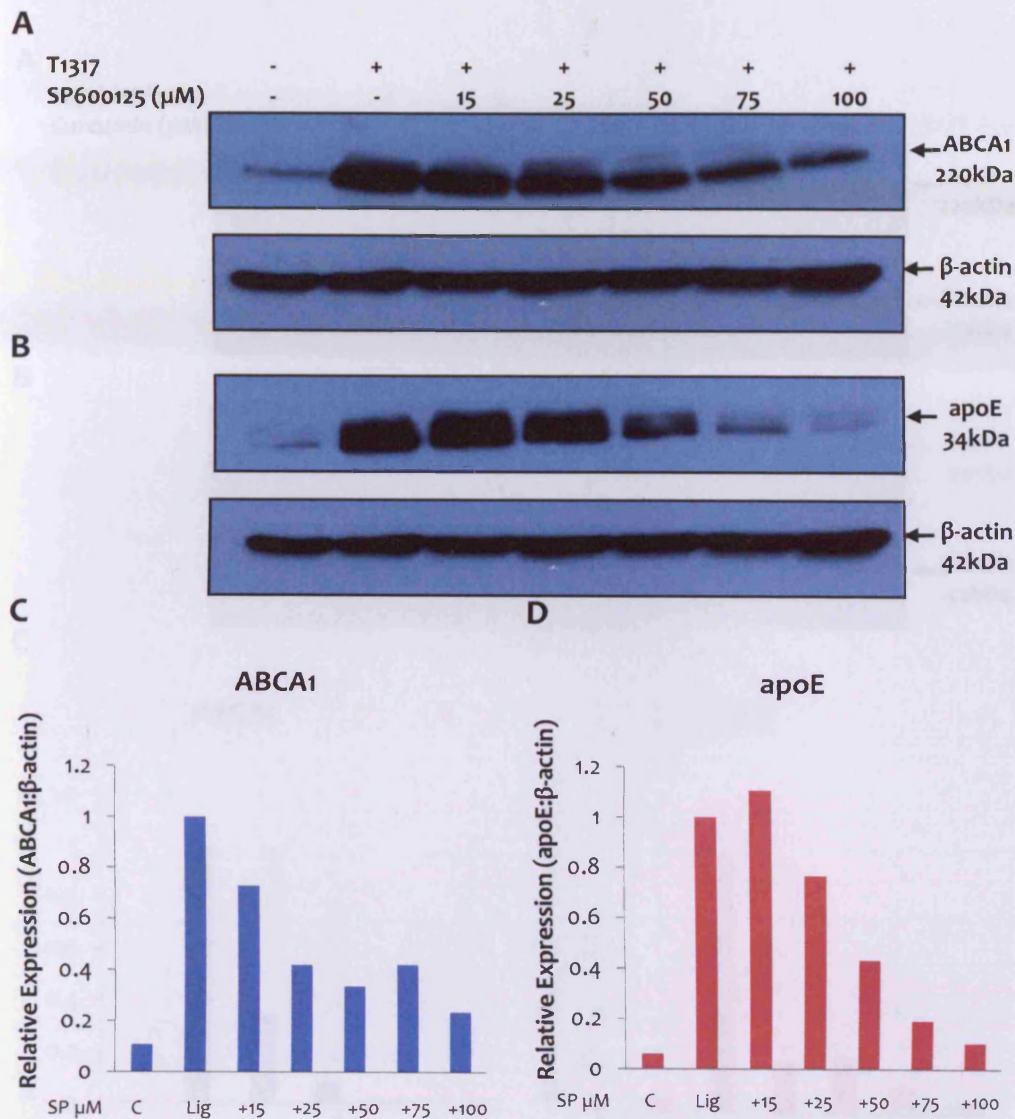 A
T1317 - + + + + + +
SP600125 (µM) - - 15 25 50 75 100
ABCA1
220kDa
β-actin
42kDa
B
apoE
34kDa
β-actin
42kDa
C
ABCA1
Relative Expression (ABCA1:β-actin)
1.2
1
0.8
0.6
0.4
0.2
0
SP µM C Lig +15 +25 +50 +75 +100
D
apoE
Relative Expression (apoE:β-actin)
1.2
1
0.8
0.6
0.4
0.2
0
SP µM C Lig +15 +25 +50 +75 +100